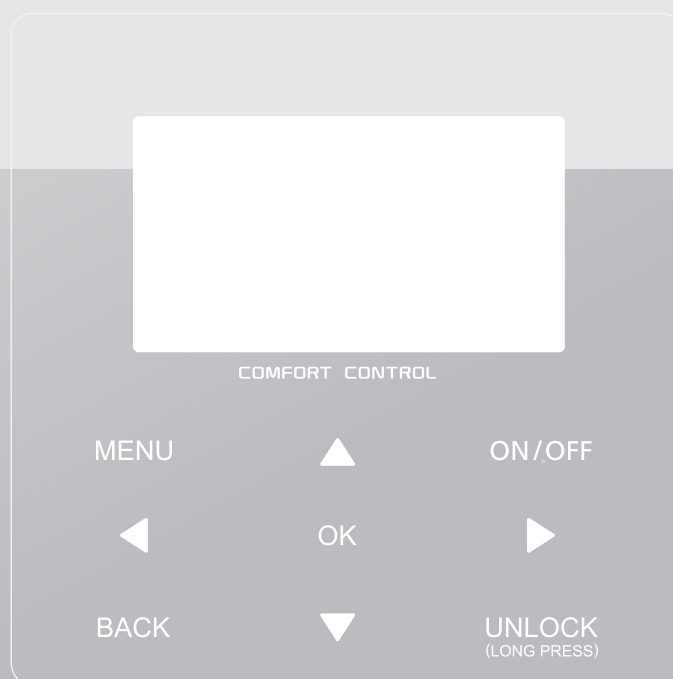 COMFORT CONTROL
MENU
ON/OFF
OK
BACK
UNLOCK
(LONG PRESS)